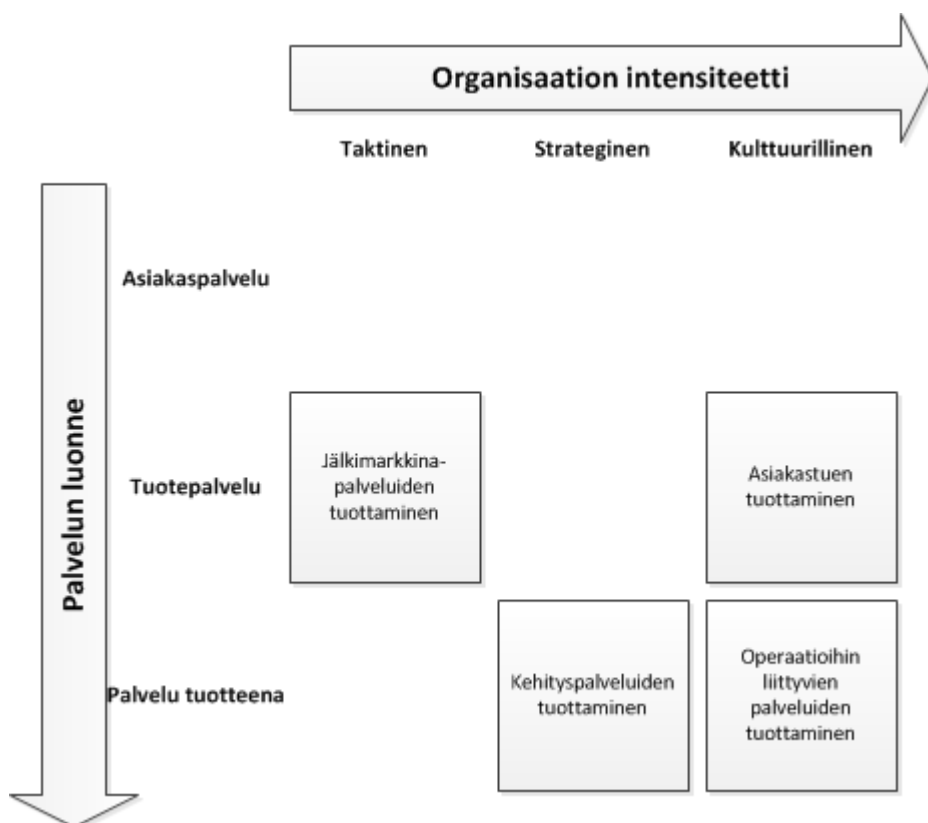 Organisaation intensiteetti
Taktinen
Strateginen
Kulttuurillinen
Palvelun luonne
Asiakaspalvelu
Tuotepalvelu
Jälkimarkkina-
palveluiden
tuottaminen
Asiakastuen
tuottaminen
Palvelu tuotteena
Kehityspalveluiden
tuottaminen
Operaatioihin
liittyvien
palveluiden
tuottaminen